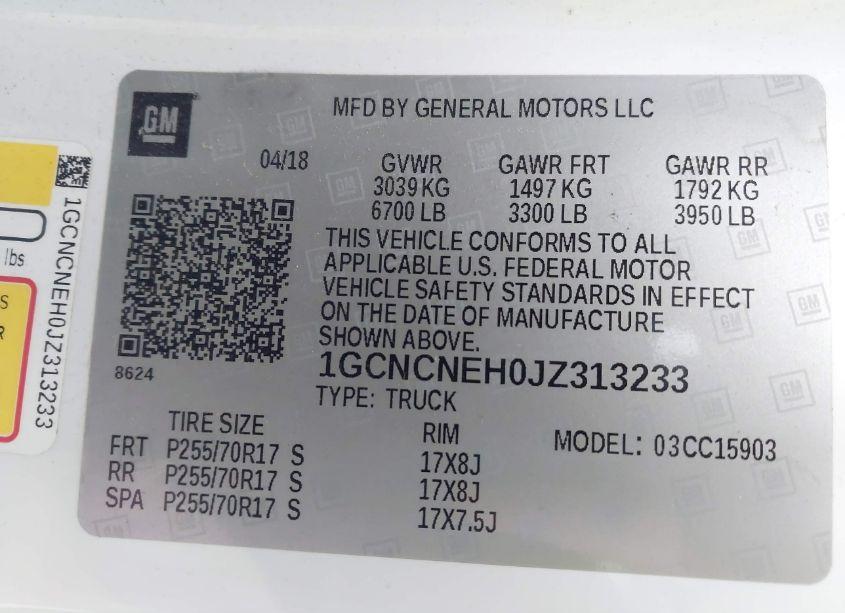 GM
MFD BY GENERAL MOTORS LLC
04/18 GVWR GAWR FRT GAWR RR
3039 KG 1497 KG 1792 KG
6700 LB 3300 LB 3950 LB
THIS VEHICLE CONFORMS TO ALL
APPLICABLE U.S. FEDERAL MOTOR
VEHICLE SAFETY STANDARDS IN EFFECT
ON THE DATE OF MANUFACTURE
SHOWN ABOVE.
8624
1GCNCNEH0JZ313233
TYPE: TRUCK
TIRE SIZE RIM MODEL: 03CC15903
FRT P255/70R17 S 17X8J
RR P255/70R17 S 17X8J
SPA P255/70R17 S 17X7.5J
1GCNCNEH0JZ313233
lbs